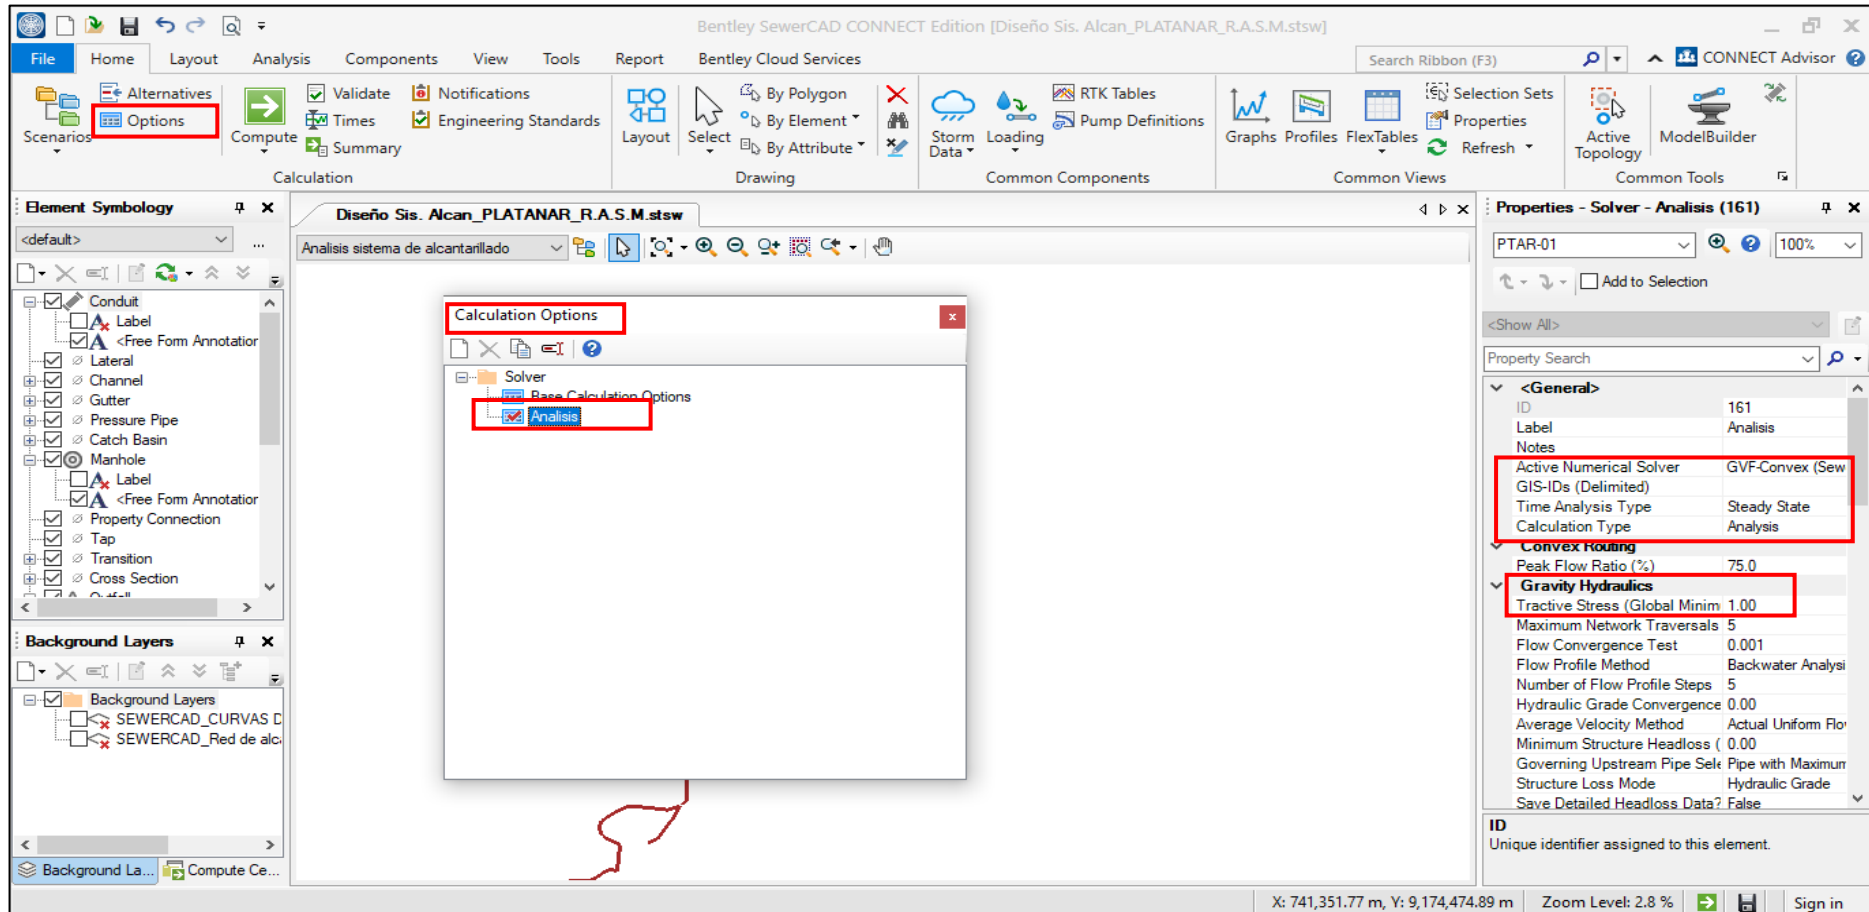 Bentley SewerCAD CONNECT Edition [Diseño Sis. Alcan_PLATANAR_R.A.S.M.stsw]
File Home Layout Analysis Components View Tools Report Bentley Cloud Services Search Ribbon (F3) CONNECT Advisor
Scenarios
Alternatives
Options
Compute
Validate
Times
Summary
Notifications
Engineering Standards
Calculation
Layout
Select
By Polygon
By Element
By Attribute
Drawing
Storm Data
Loading
RTK Tables
Pump Definitions
Common Components
Graphs Profiles FlexTables
Selection Sets
Properties
Refresh
Common Views
Active Topology
ModelBuilder
Common Tools
Element Symbology
<default>
...
Conduit
Label
<Free Form Annotation
Lateral
Channel
Gutter
Pressure Pipe
Catch Basin
Manhole
Label
<Free Form Annotation
Property Connection
Tap
Transition
Cross Section
Outfall
Background Layers
Background Layers
SEWERCAD_CURVAS D
SEWERCAD_Red de alc
Background La... Compute Ce...
Diseño Sis. Alcan_PLATANAR_R.A.S.M.stsw
Analisis sistema de alcantarillado
Calculation Options
Solver
Base Calculation Options
Analisis
Properties - Solver - Analisis (161)
PTAR-01 100%
Add to Selection
<Show All>
Property Search
<General>
ID 161
Label Analisis
Notes
Active Numerical Solver GVF-Convex (Sew
GIS-IDs (Delimited)
Time Analysis Type Steady State
Calculation Type Analysis
Convex Routing
Peak Flow Ratio (%) 75.0
Gravity Hydraulics
Tractive Stress (Global Minim 1.00
Maximum Network Traversals 5
Flow Convergence Test 0.001
Flow Profile Method Backwater Analysi
Number of Flow Profile Steps 5
Hydraulic Grade Convergence 0.00
Average Velocity Method Actual Uniform Flo
Minimum Structure Headloss ( 0.00
Governing Upstream Pipe Sele Pipe with Maximum
Structure Loss Mode Hydraulic Grade
Save Detailed Headloss Data? False
ID
Unique identifier assigned to this element.
X: 741,351.77 m, Y: 9,174,474.89 m Zoom Level: 2.8 % Sign in